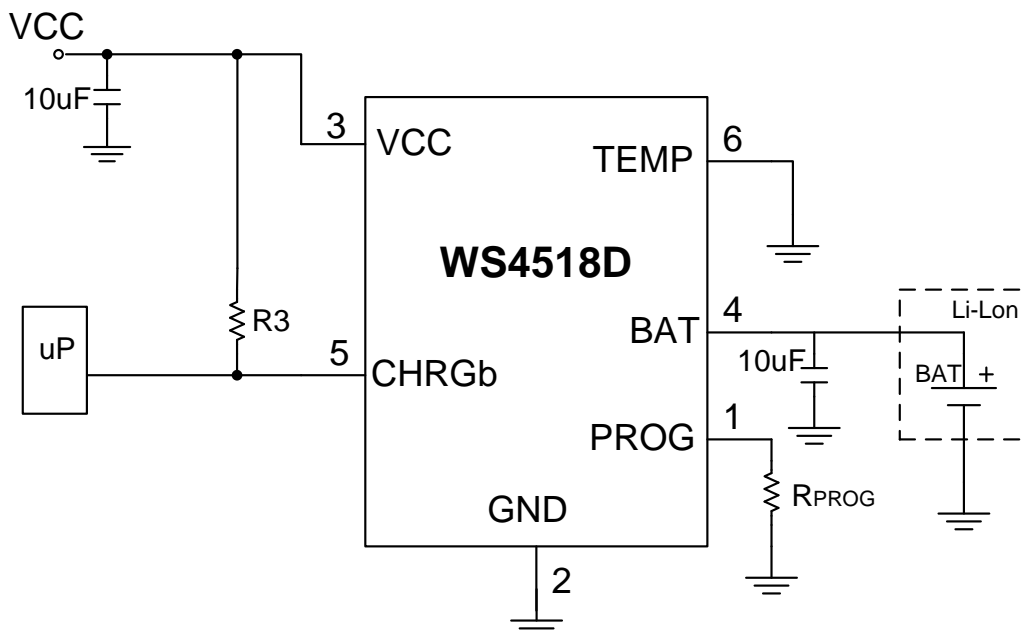 VCC
10uF
3
VCC
TEMP
6
WS4518D
R3
uP
5
CHRGb
BAT
4
Li-Lon
10uF
BAT +
PROG
1
RPROG
GND
2